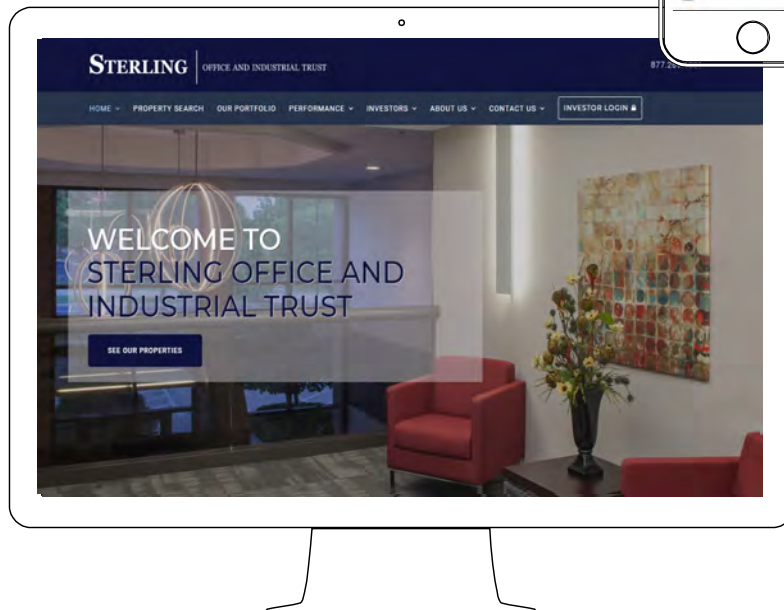 STERLING
OFFICE AND INDUSTRIAL TRUST
HOME PROPERTY SEARCH OUR PORTFOLIO PERFORMANCE INVESTORS ABOUT US CONTACT US INVESTOR LOGIN
WELCOME TO
STERLING OFFICE AND
INDUSTRIAL TRUST
SEE OUR PROPERTIES